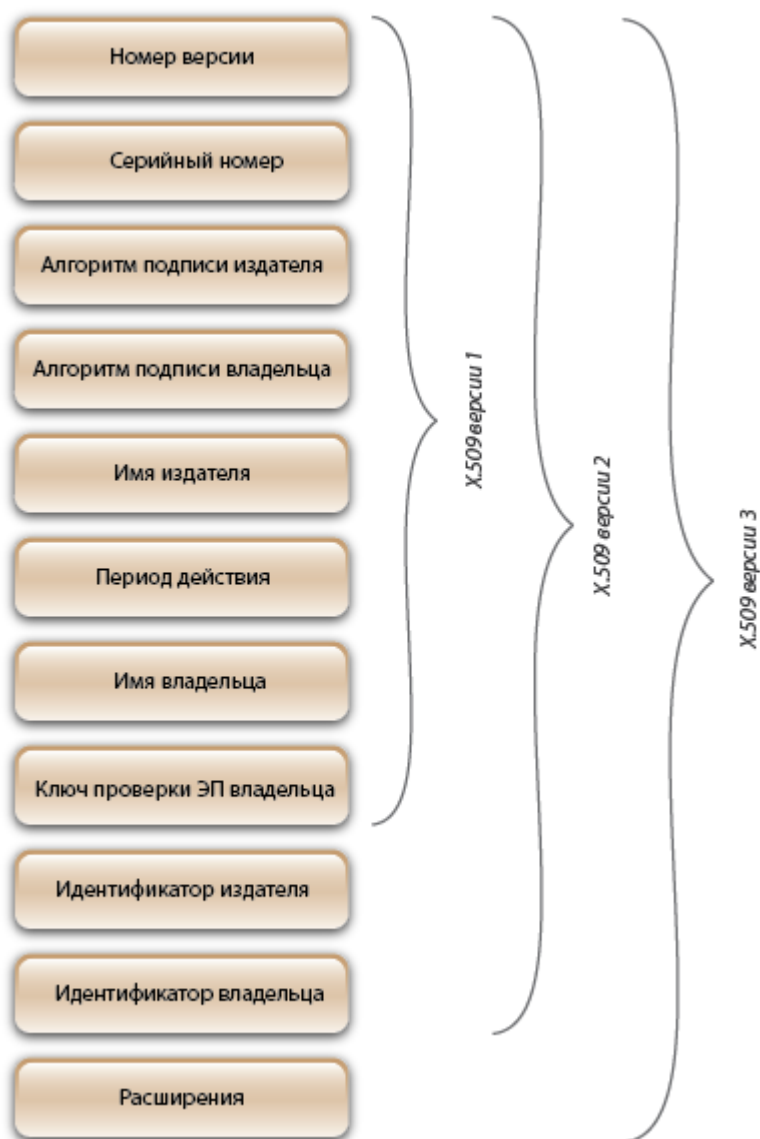 Номер версии
Серийный номер
Алгоритм подписи издателя
Алгоритм подписи владельца
Имя издателя
Период действия
Имя владельца
Ключ проверки ЭП владельца
Идентификатор издателя
Идентификатор владельца
Расширения
X.509 версии 1
X.509 версии 2
X.509 версии 3